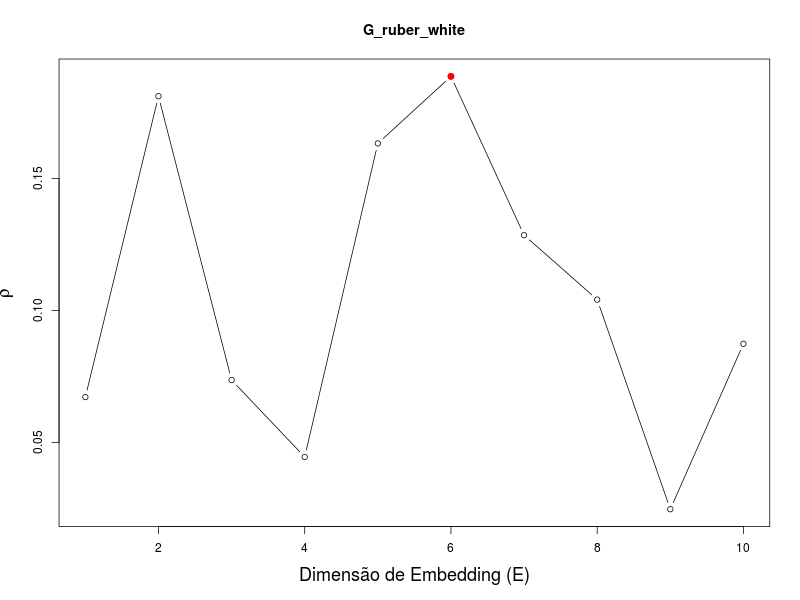 G_ruber_white
ρ
0.15
0.10
0.05
2 4 6 8 10
Dimensão de Embedding (E)